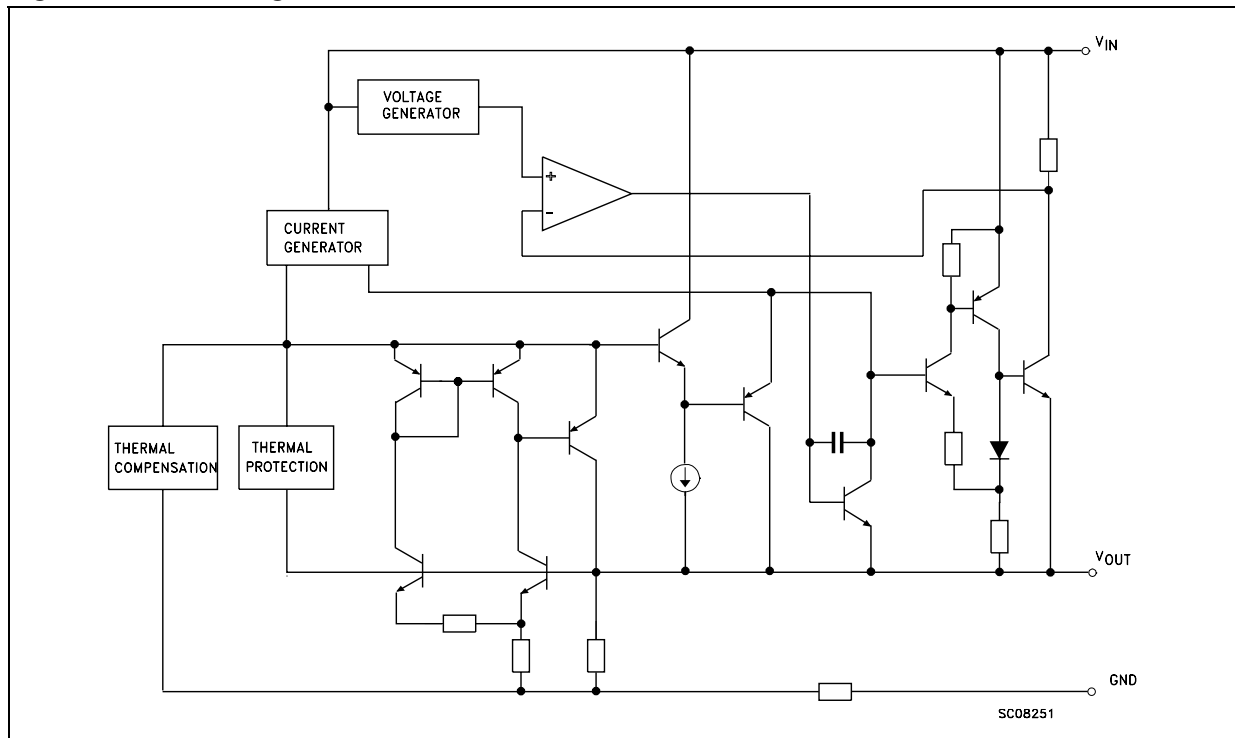 VIN
VOLTAGE
GENERATOR
+
-
CURRENT
GENERATOR
THERMAL
COMPENSATION
THERMAL
PROTECTION
VOUT
GND
SC08251